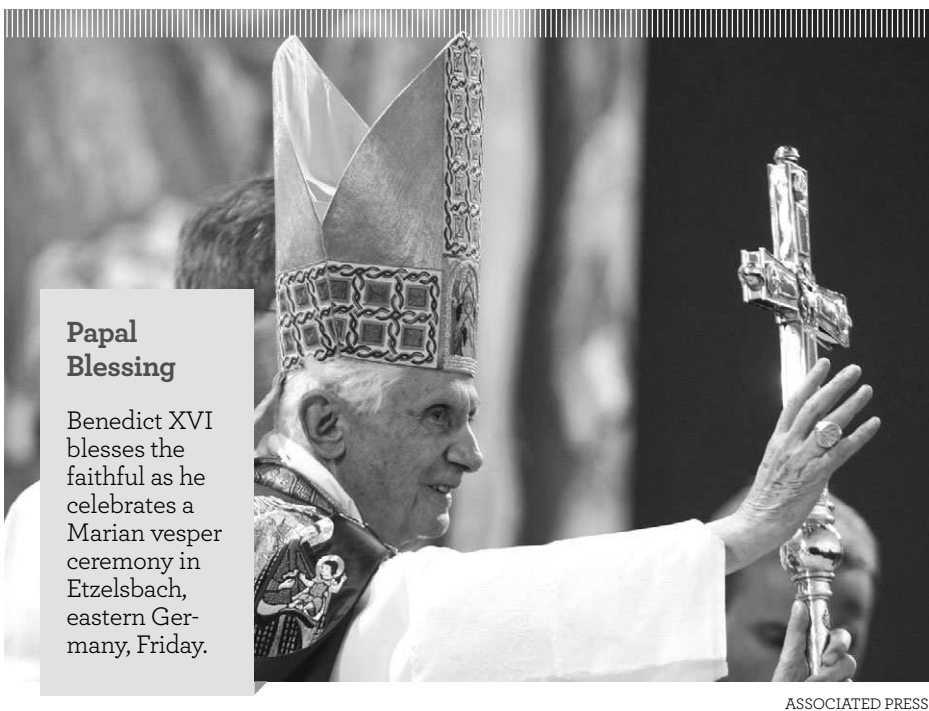 Papal
Blessing
Benedict XVI
blesses the
faithful as he
celebrates a
Marian vesper
ceremony in
Etzelsbach,
eastern Ger-
many, Friday.
ASSOCIATED PRESS